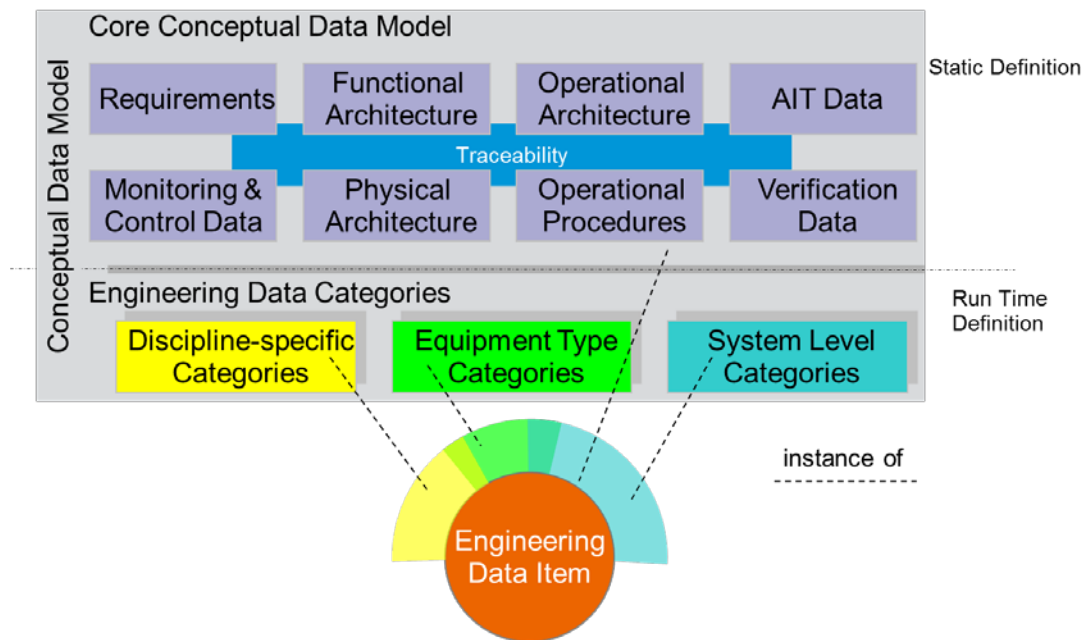 Core Conceptual Data Model
Conceptual Data Model
Static Definition
Requirements
Functional
Architecture
Operational
Architecture
AIT Data
Traceability
Monitoring &
Control Data
Physical
Architecture
Operational
Procedures
Verification
Data
Engineering Data Categories
Run Time
Definition
Discipline-specific
Categories
Equipment Type
Categories
System Level
Categories
instance of
Engineering
Data Item